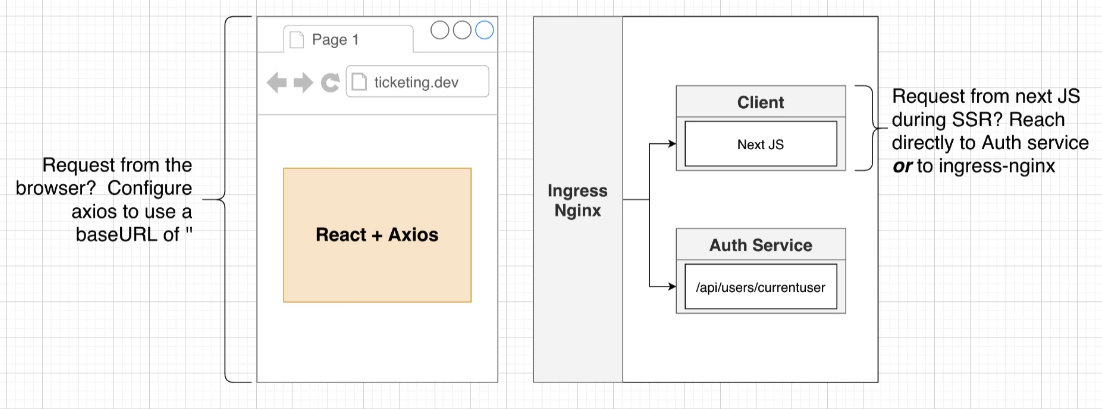 Page 1
ticketing.dev
Request from the
browser?  Configure
axios to use a
baseURL of ''
React + Axios
Ingress
Nginx
Client
Next JS
Auth Service
/api/users/currentuser
Request from next JS
during SSR? Reach
directly to Auth service
or to ingress-nginx